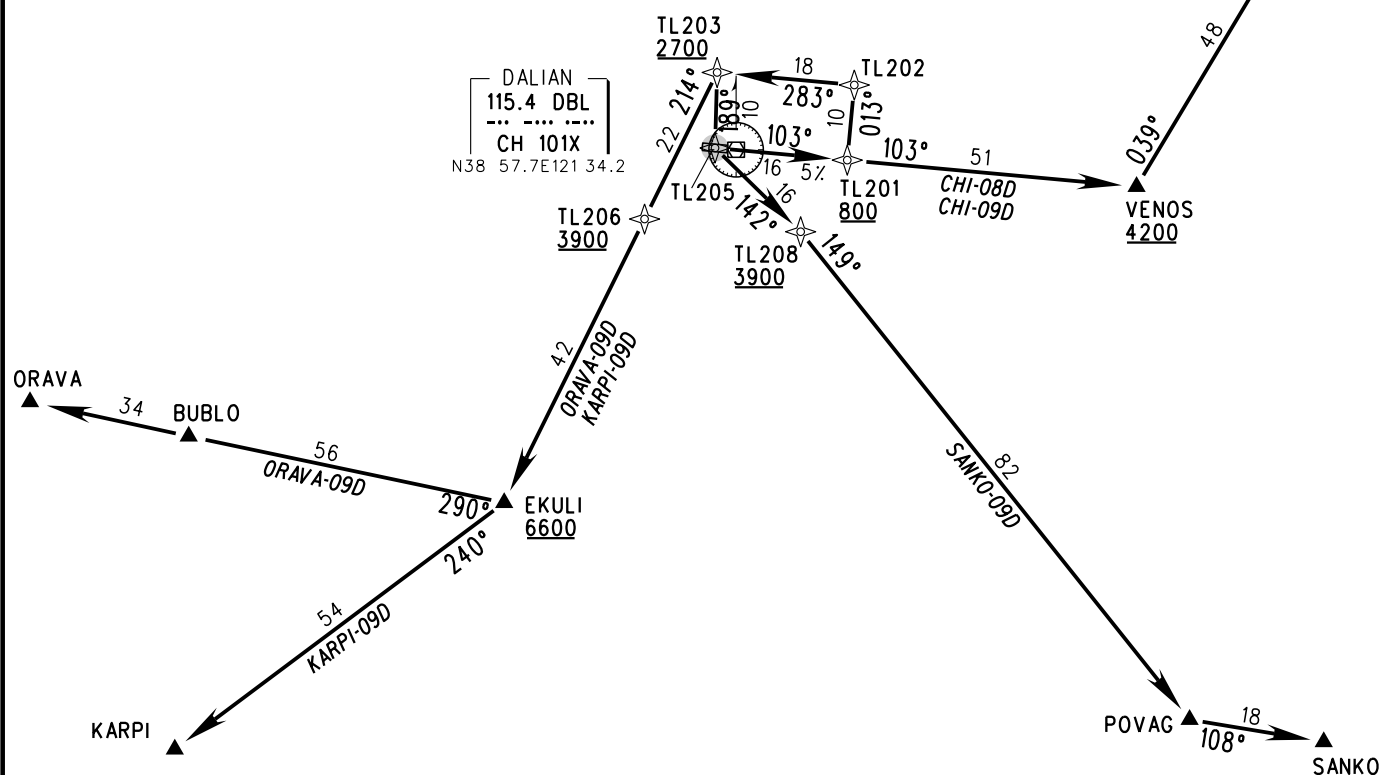 48
TL203
2700
18
TL202
283°
DALIAN
115.4 DBL
-·· -··· ·-··
CH 101X
N38 57.7E121 34.2
214°
189°
10
10
013°
22
103°
16
5%
103°
51
CHI-08D
CHI-09D
039°
TL205
142°
16
TL201
800
VENOS
4200
TL206
3900
TL208
3900
149°
42
ORAVA-09D
KARPI-09D
ORAVA
34
BUBLO
56
ORAVA-09D
290°
EKULI
6600
240°
82
SANKO-09D
54
KARPI-09D
KARPI
POVAG
18
108°
SANKO